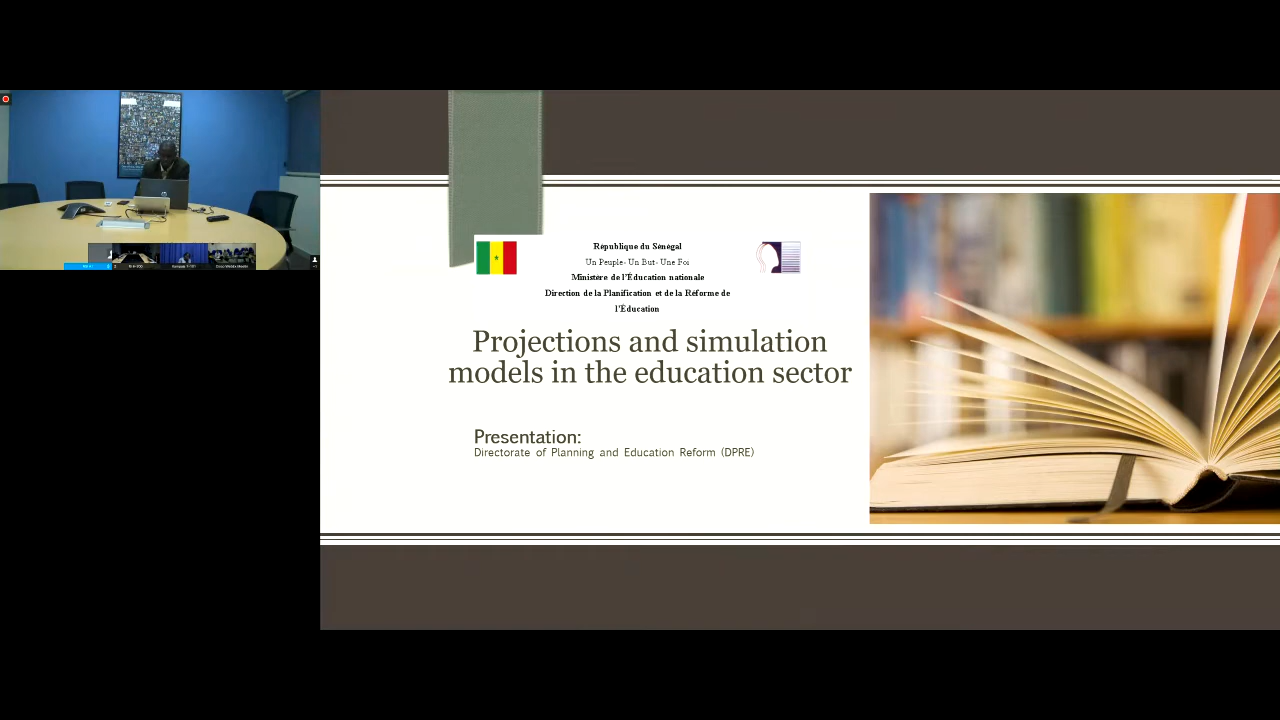 République du Sénégal
Un Peuple- Un But- Une Foi
Ministère de l'Éducation nationale
Direction de la Planification et de la Réforme de
l'Éducation
Projections and simulation
models in the education sector
Presentation:
Directorate of Planning and Education Reform (DPRE)